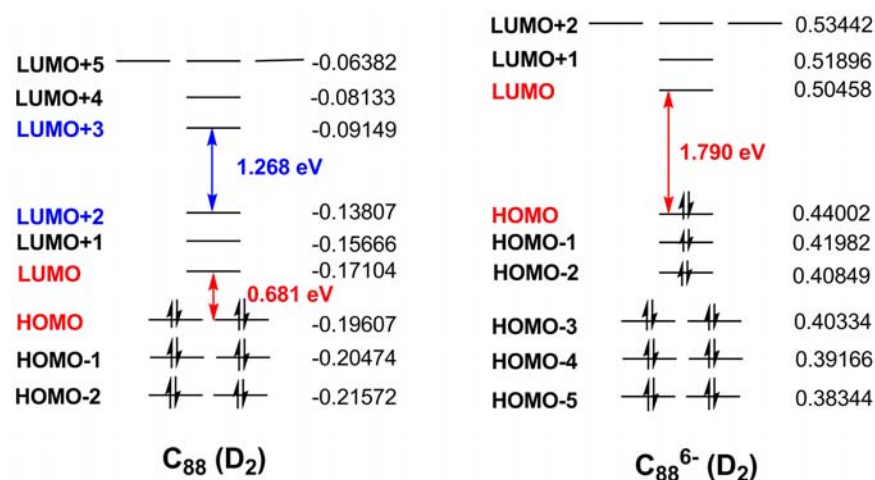 LUMO+5 -0.06382
LUMO+4 -0.08133
LUMO+3 -0.09149
1.268 eV
LUMO+2 -0.13807
LUMO+1 -0.15666
LUMO -0.17104
0.681 eV
HOMO -0.19607
HOMO-1 -0.20474
HOMO-2 -0.21572
C88 (D2)
LUMO+2 0.53442
LUMO+1 0.51896
LUMO 0.50458
1.790 eV
HOMO 0.44002
HOMO-1 0.41982
HOMO-2 0.40849
HOMO-3 0.40334
HOMO-4 0.39166
HOMO-5 0.38344
C88 6- (D2)